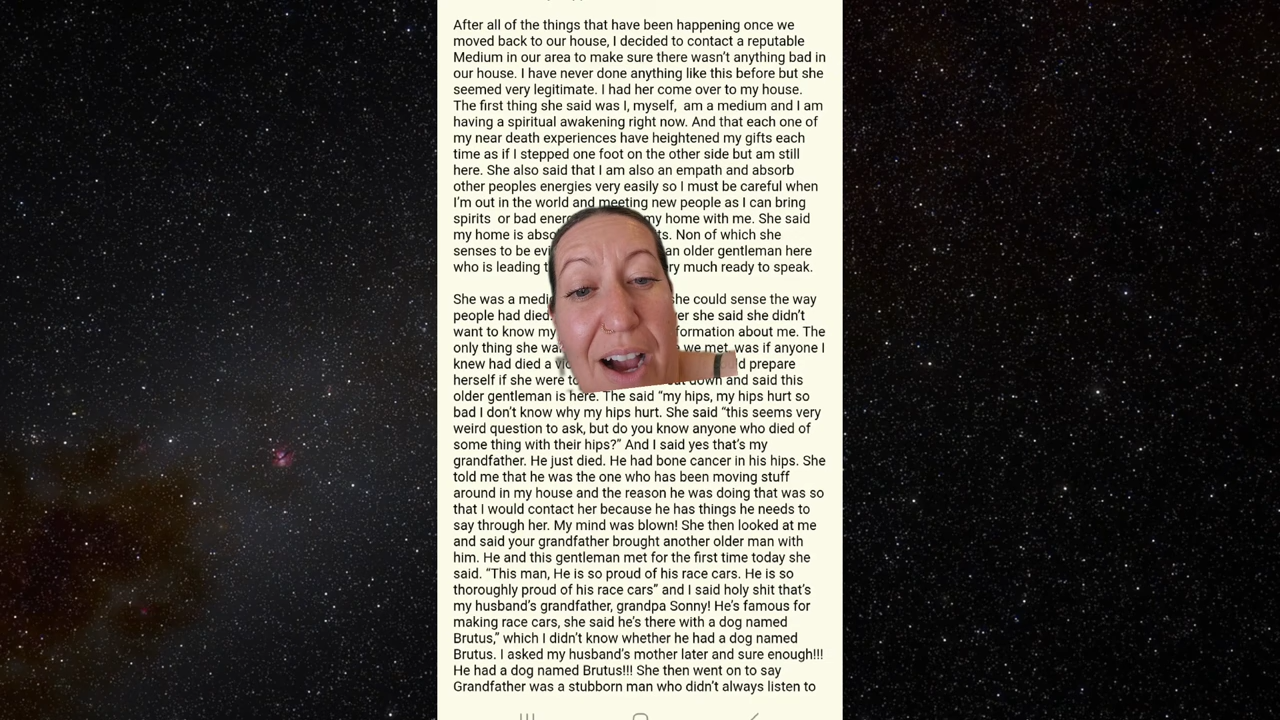 After all of the things that have been happening once we
moved back to our house, I decided to contact a reputable
Medium in our area to make sure there wasn't anything bad in
our house. I have never done anything like this before but she
seemed very legitimate. I had her come over to my house.
The first thing she said was I, myself,  am a medium and I am
having a spiritual awakening right now. And that each one of
my near death experiences have heightened my gifts each
time as if I stepped one foot on the other side but am still
here. She also said that I am also an empath and absorb
other peoples energies very easily so I must be careful when
I'm out in the world and meeting new people as I can bring
spirits  or bad my home with me. She said
my home is Non of which she
senses to be an older gentleman here
who is leading much ready to speak.
She was a she could sense the way
people had died. she said she didn't
want to know my about me. The
only thing she we met, was if anyone I
knew had died a prepare
herself if she were to down and said this
older gentleman is here. The said "my hips, my hips hurt so
bad I don't know why my hips hurt. She said "this seems very
weird question to ask, but do you know anyone who died of
some thing with their hips?" And I said yes that's my
grandfather. He just died. He had bone cancer in his hips. She
told me that he was the one who has been moving stuff
around in my house and the reason he was doing that was so
that I would contact her because he has things he needs to
say through her. My mind was blown! She then looked at me
and said your grandfather brought another older man with
him. He and this gentleman met for the first time today she
said. "This man, He is so proud of his race cars. He is so
thoroughly proud of his race cars" and I said holy shit that's
my husband's grandfather, grandpa Sonny! He's famous for
making race cars, she said he's there with a dog named
Brutus," which I didn't know whether he had a dog named
Brutus. I asked my husband's mother later and sure enough!!!
He had a dog named Brutus!!! She then went on to say
Grandfather was a stubborn man who didn't always listen to